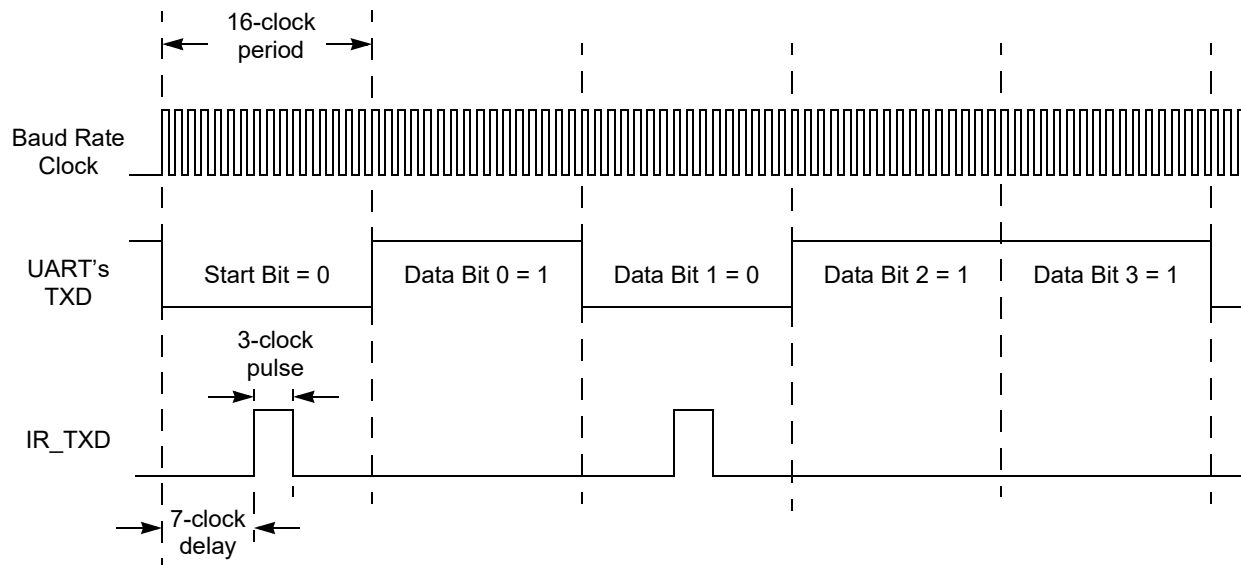 16-clock
period
Baud Rate
Clock
UART's
TXD
Start Bit = 0
Data Bit 0 = 1
Data Bit 1 = 0
Data Bit 2 = 1
Data Bit 3 = 1
3-clock
pulse
IR_TXD
7-clock
delay